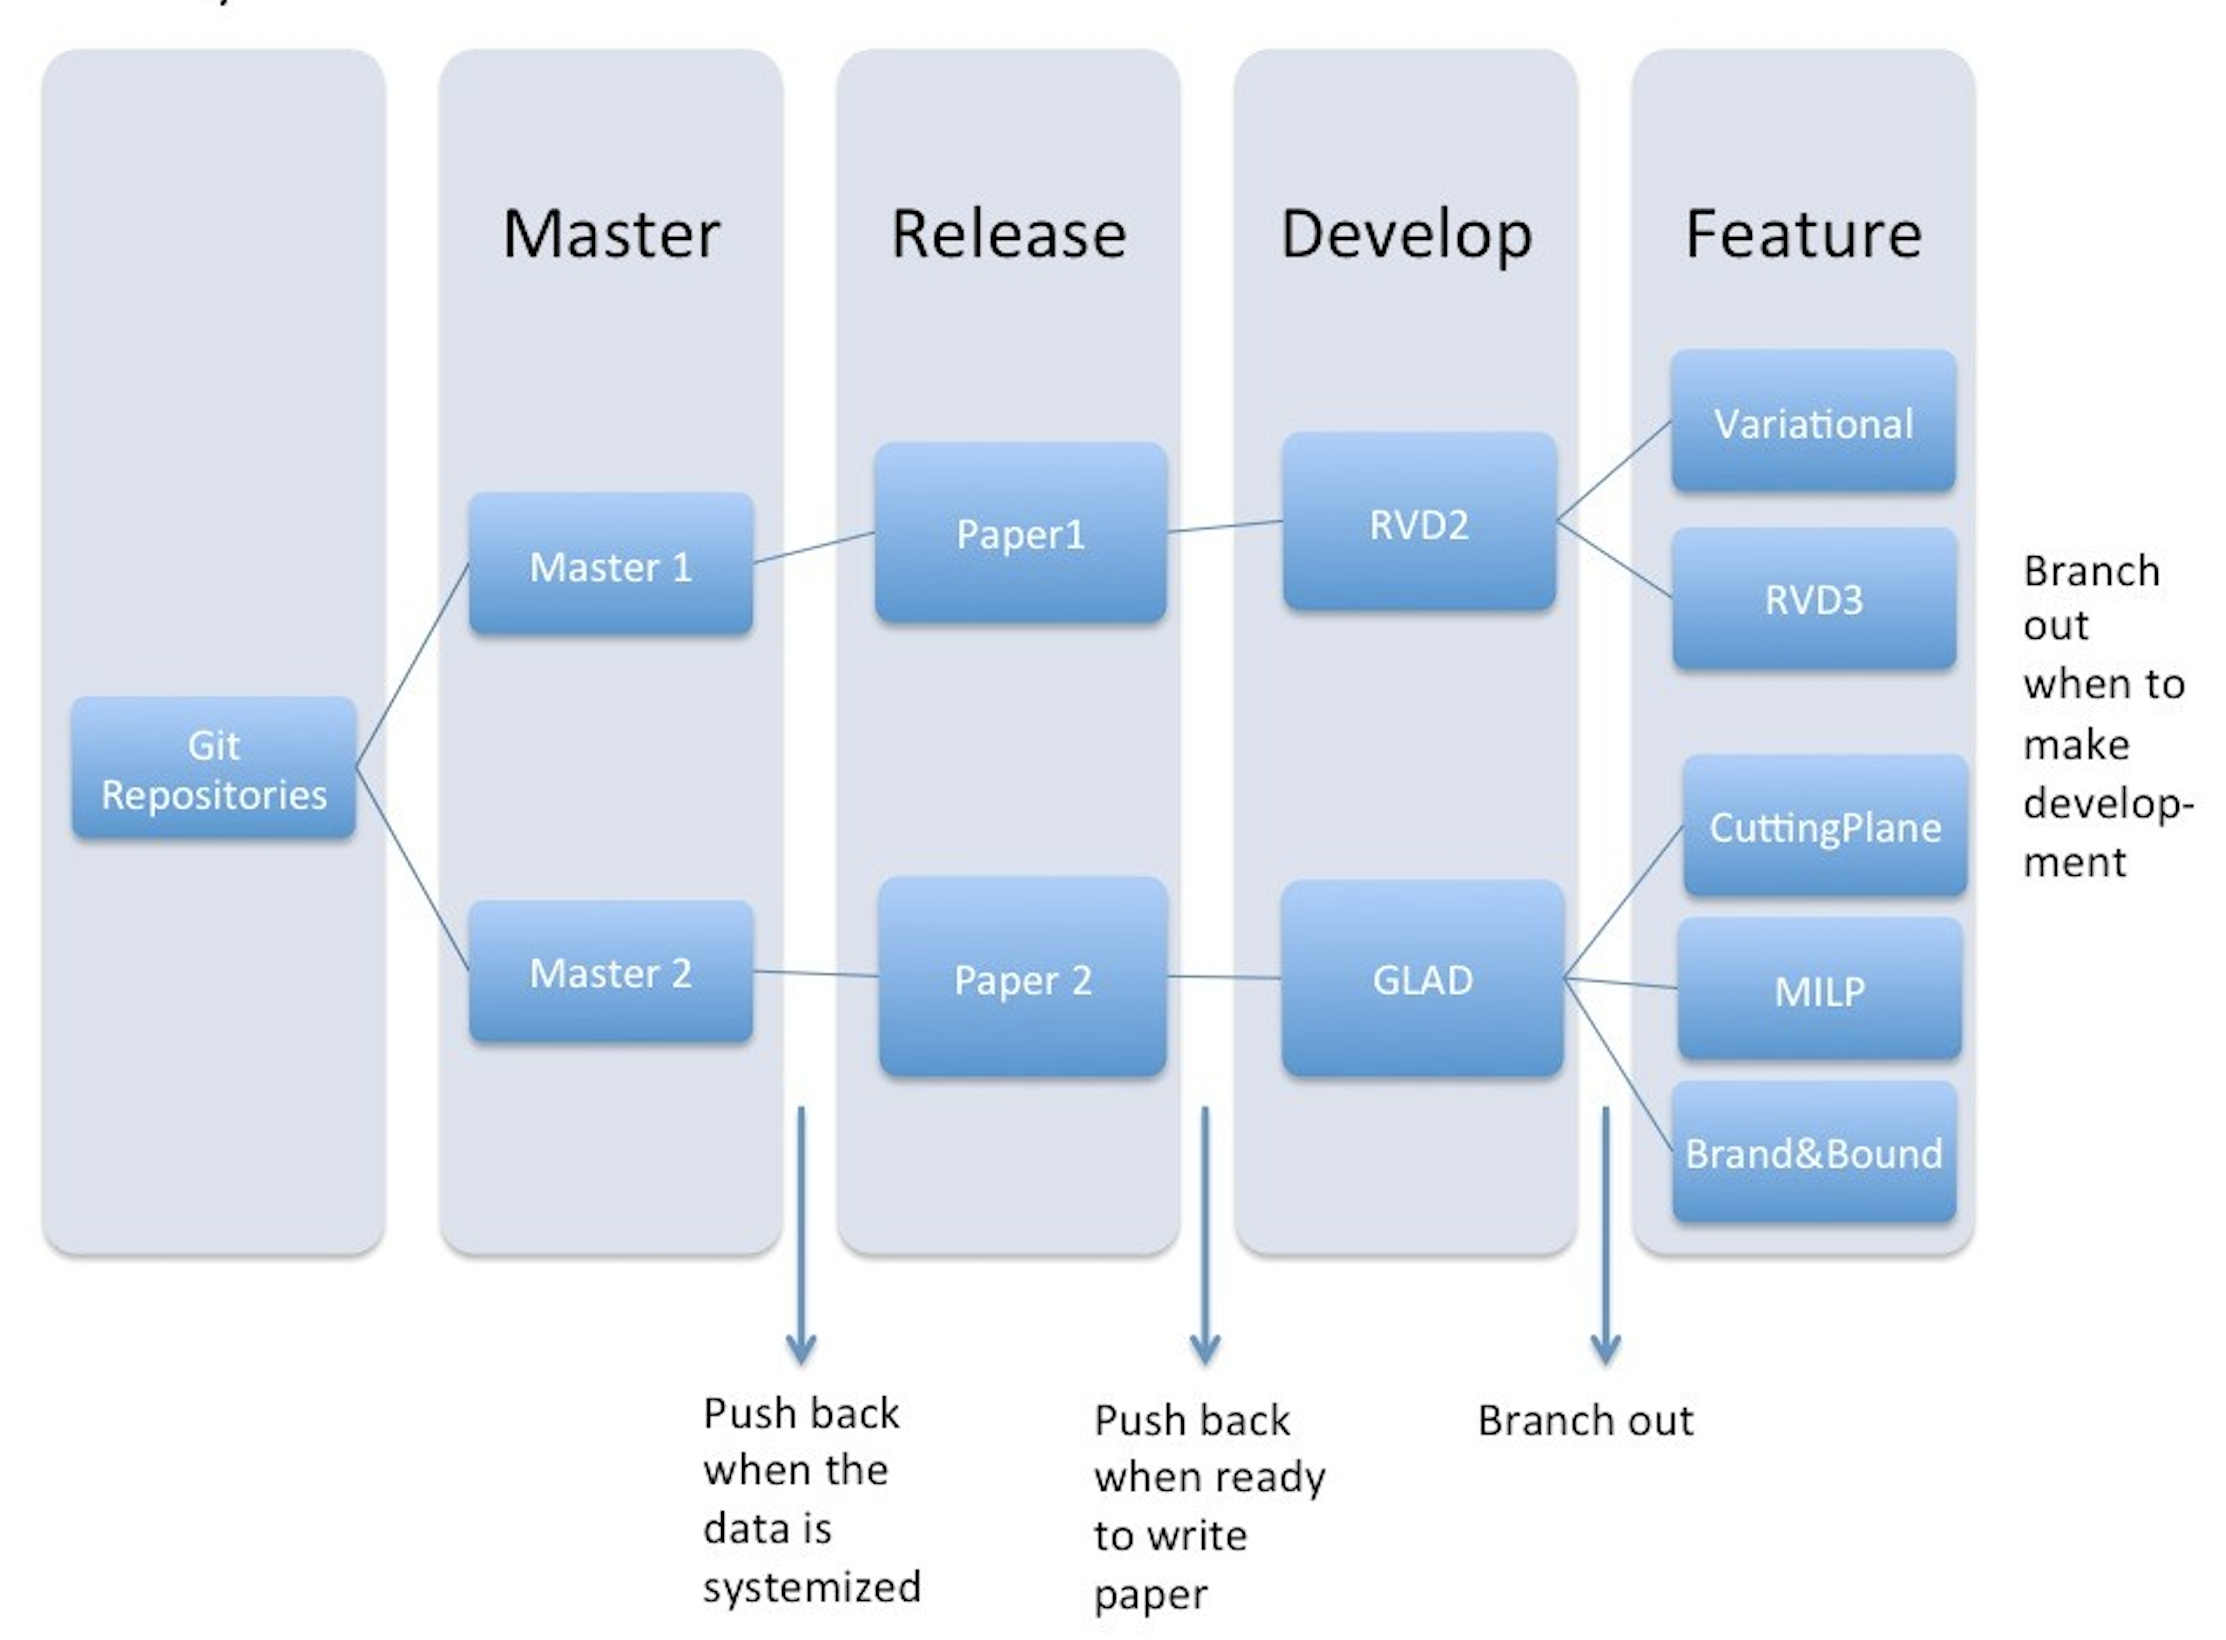 Master
Release
Develop
Feature
Git
Repositories
Master 1
Master 2
Paper1
Paper 2
RVD2
GLAD
Variational
RVD3
CuttingPlane
MILP
Brand&Bound
Branch
out
when to
make
develop-
ment
Push back
when the
data is
systemized
Push back
when ready
to write
paper
Branch out